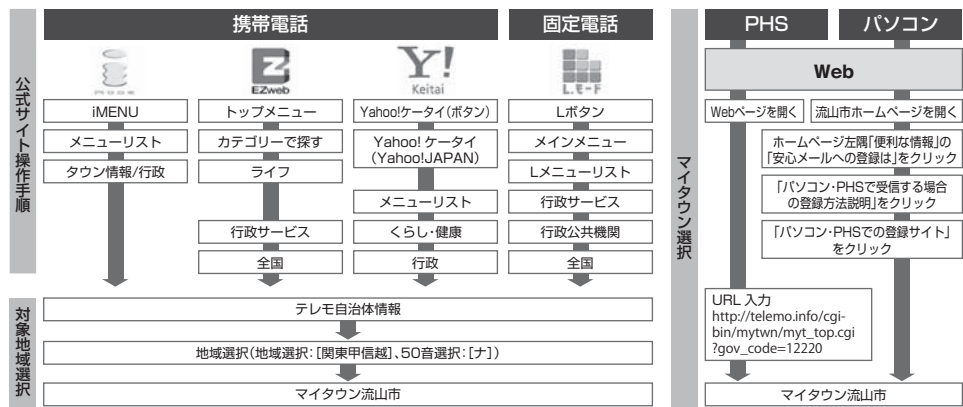 携帯電話
固定電話
公式サイト操作手順
MODE
EZweb
Y!
Keitai
L.モード
iMENU
メニューリスト
タウン情報/行政
トップメニュー
カテゴリーで探す
ライフ
行政サービス
全国
Yahoo!ケータイ(ボタン)
Yahoo! ケータイ
(Yahoo!JAPAN)
メニューリスト
くらし・健康
行政
Lボタン
メインメニュー
Lメニューリスト
行政サービス
行政公共機関
全国
対象地域選択
テレモ自治体情報
地域選択(地域選択:[関東甲信越]、50音選択:[ナ])
マイタウン流山市
マイタウン選択
PHS
パソコン
Web
Webページを開く
流山市ホームページを開く
ホームページ左隅「便利な情報」の
「安心メールへの登録は」をクリック
「パソコン・PHSで受信する場合
の登録方法説明」をクリック
「パソコン・PHSでの登録サイト」
をクリック
URL 入力
http://telemo.info/cgi-
bin/mytwn/myt_top.cgi
?gov_code=12220
マイタウン流山市